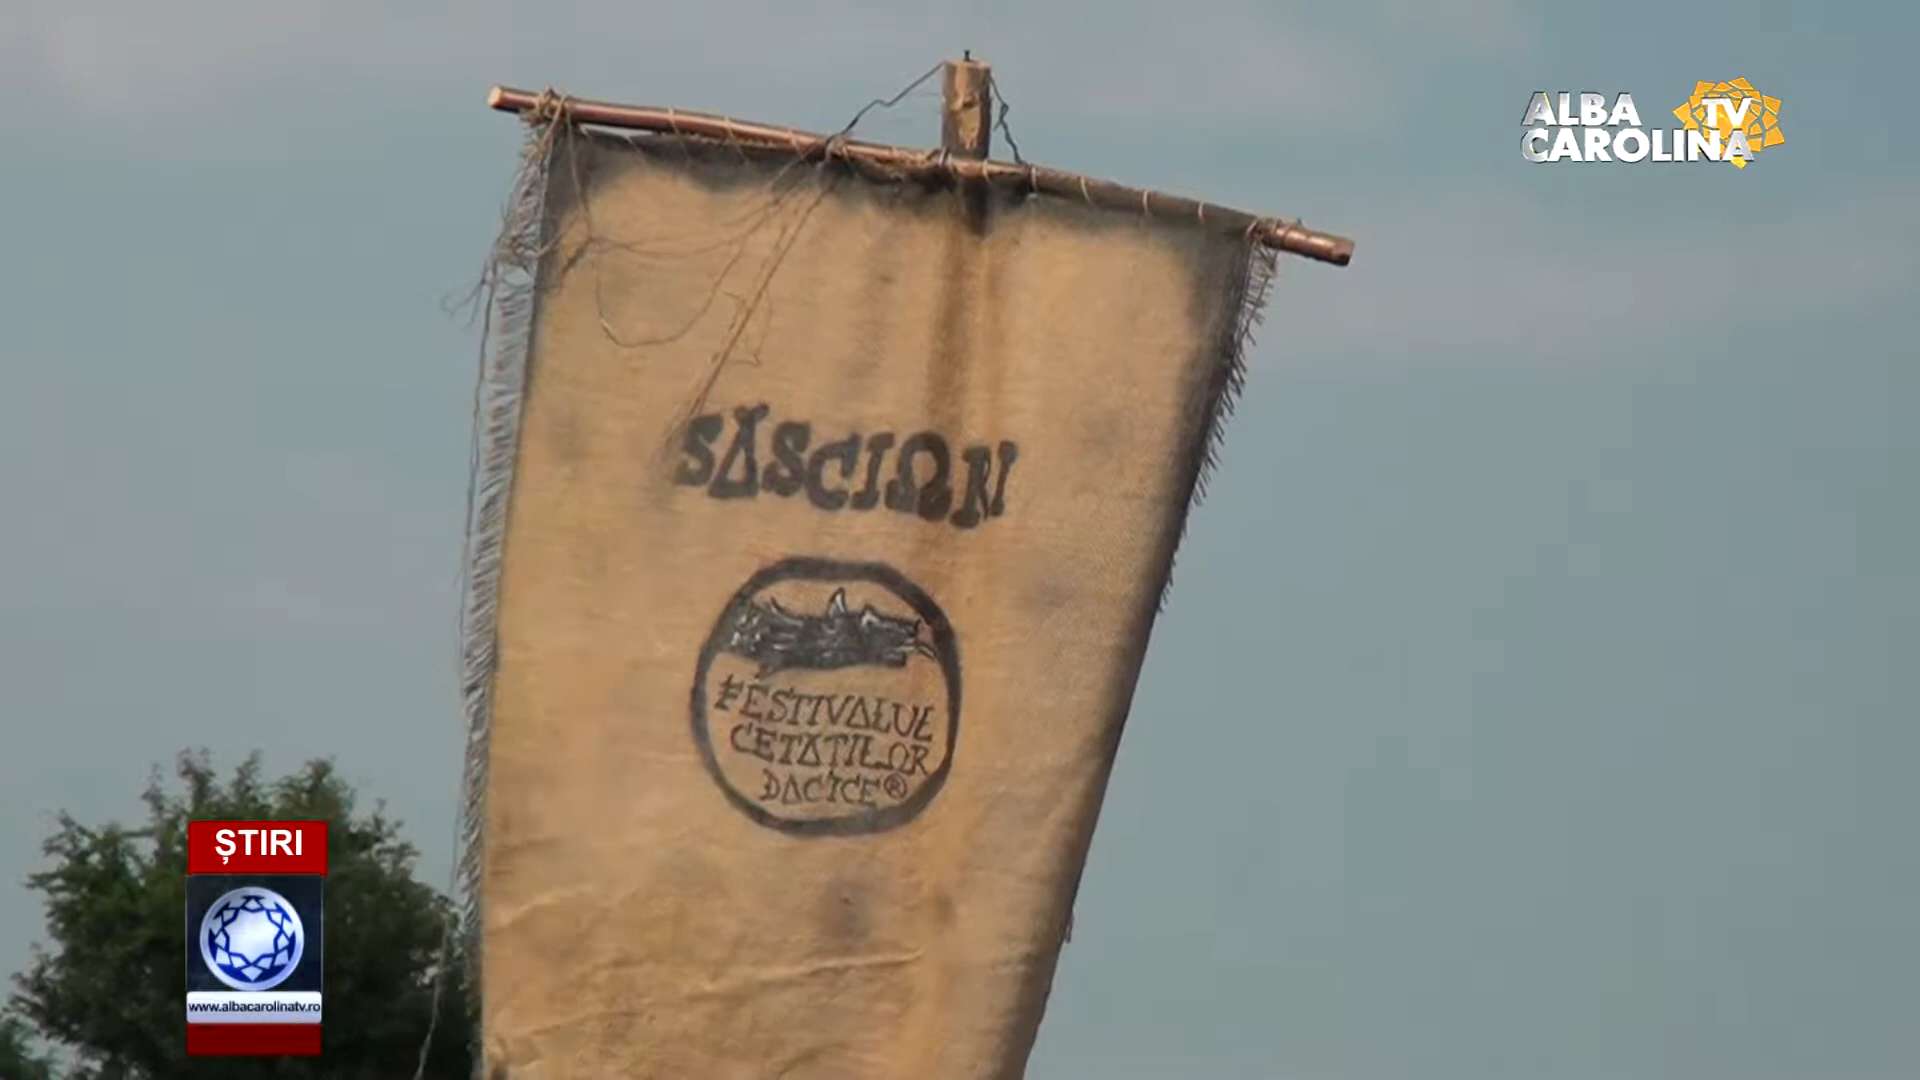 ALBA TV
CAROLINA
SĂSCIORI
FESTIVALUL
CETĂȚILOR
DACICE®
ȘTIRI
www.albacarolinatv.ro